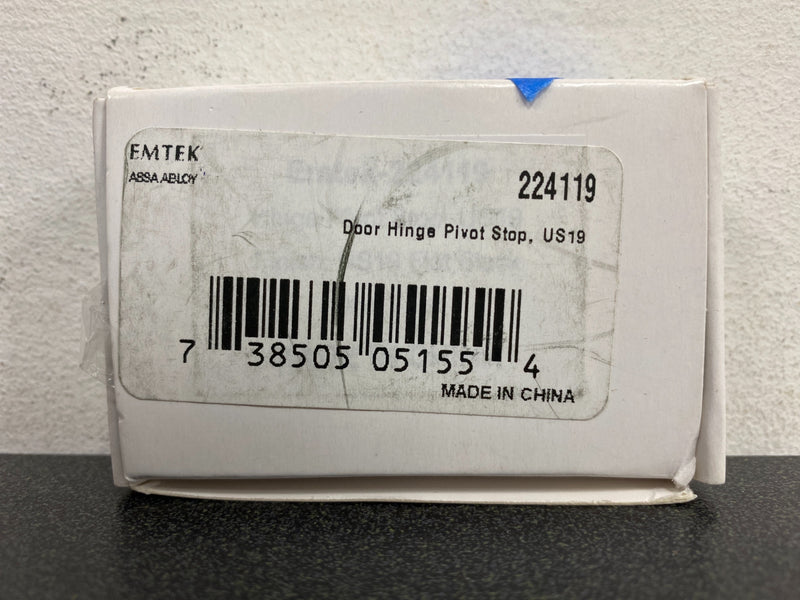 EMTEK
ASSA ABLOY
224119
Door Hinge Pivot Stop, US19
7 38505 05155 4
MADE IN CHINA